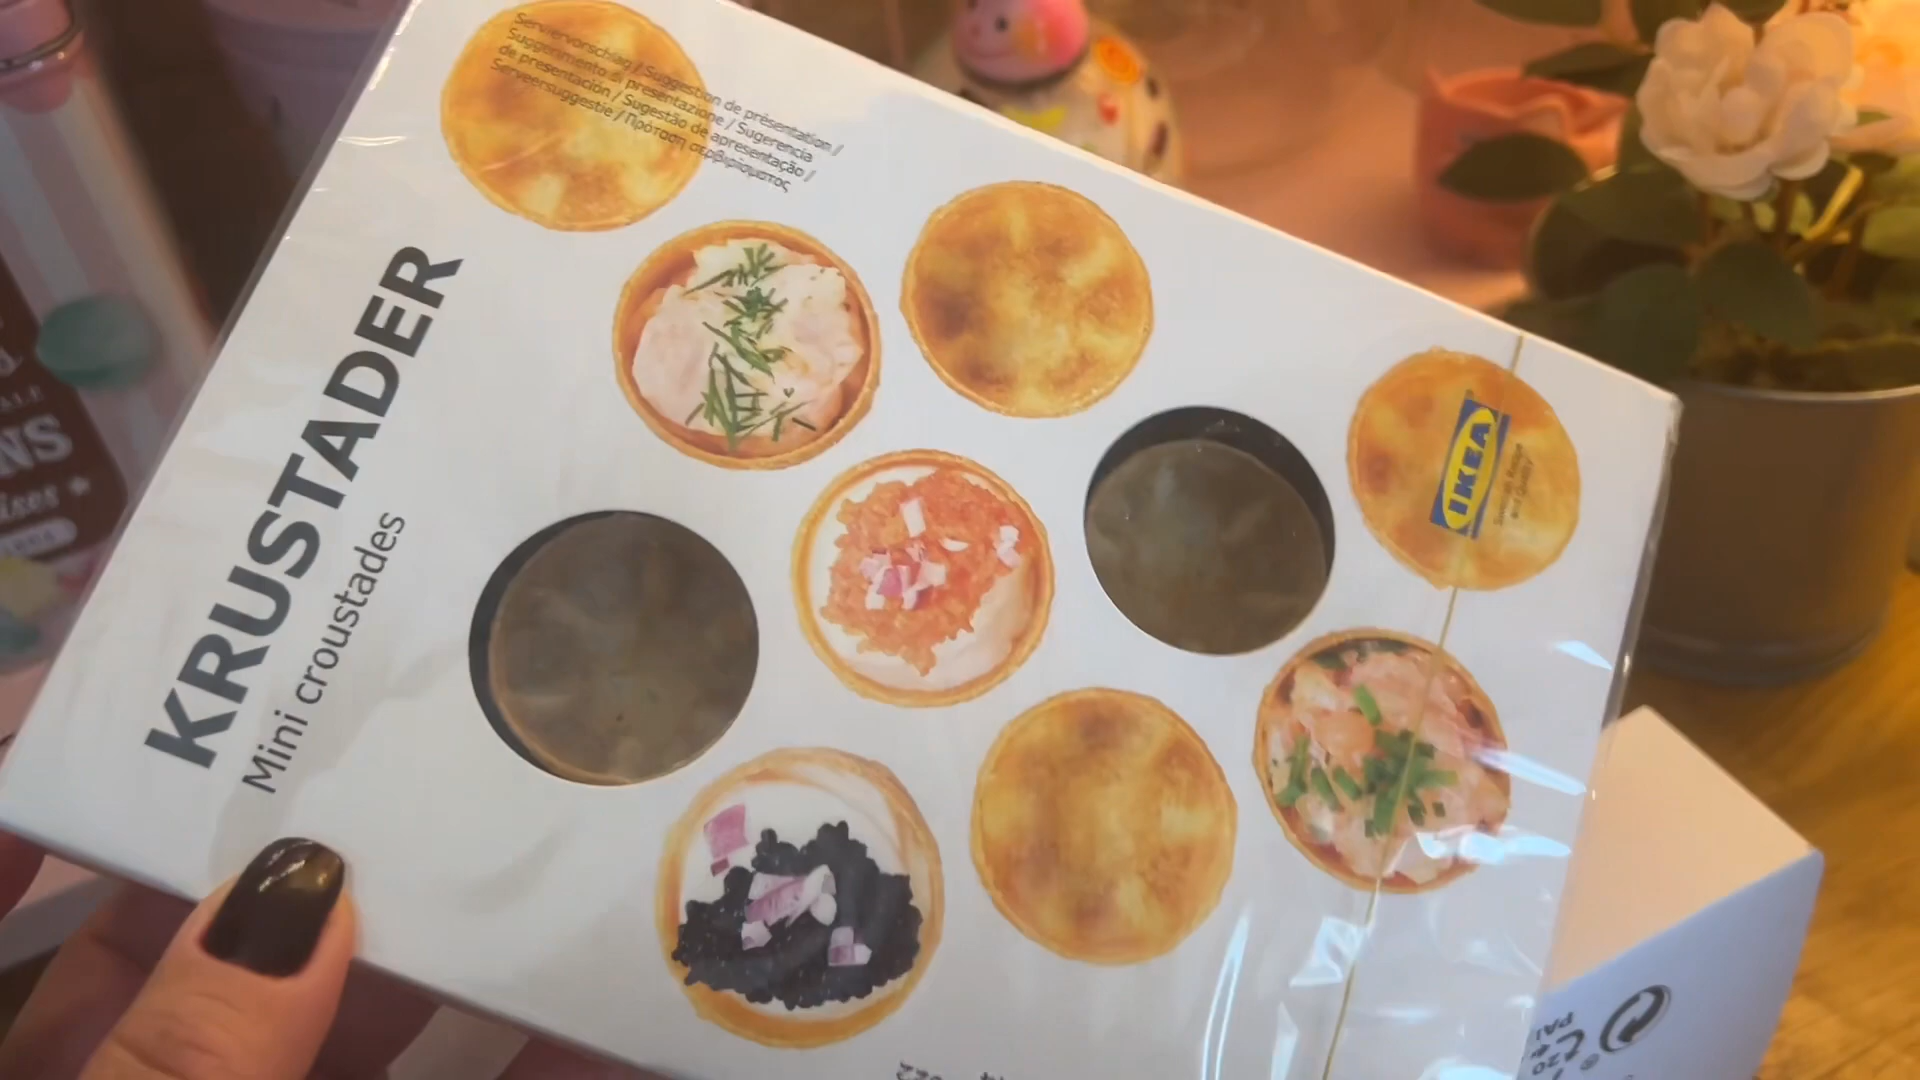 Serviervorschlag / Suggestion de présentation /
Suggerimento di presentazione / Sugerencia
de presentación / Sugestão de apresentação /
Serveersuggestie / Πρόταση σερβιρίσματος
KRUSTADER
Mini croustades
IKEA
NS